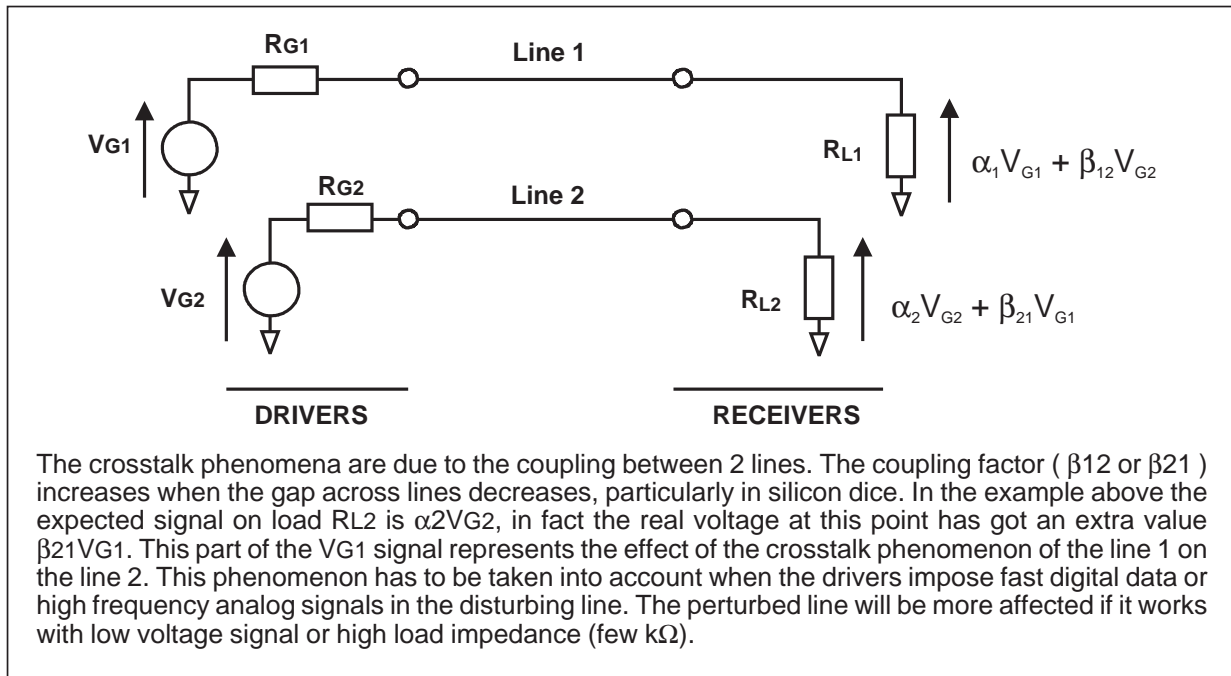 RG1
Line 1
VG1
RL1
α1VG1 + β12VG2
RG2
Line 2
VG2
RL2
α2VG2 + β21VG1
DRIVERS
RECEIVERS
The crosstalk phenomena are due to the coupling between 2 lines. The coupling factor ( β12 or β21 )
increases when the gap across lines decreases, particularly in silicon dice. In the example above the
expected signal on load RL2 is α2VG2, in fact the real voltage at this point has got an extra value
β21VG1. This part of the VG1 signal represents the effect of the crosstalk phenomenon of the line 1 on
the line 2. This phenomenon has to be taken into account when the drivers impose fast digital data or
high frequency analog signals in the disturbing line. The perturbed line will be more affected if it works
with low voltage signal or high load impedance (few kΩ).